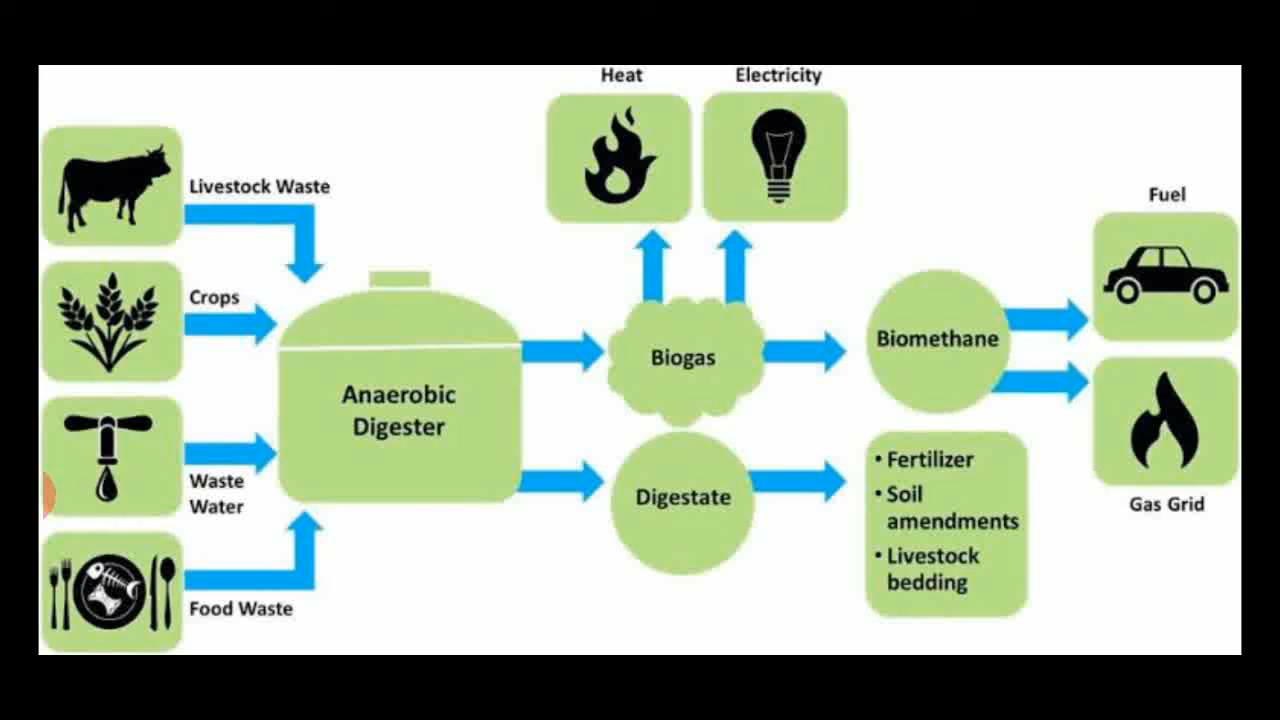 Heat
Electricity
Livestock Waste
Crops
Waste
Water
Food Waste
Anaerobic
Digester
Biogas
Digestate
Biomethane
• Fertilizer
• Soil
amendments
• Livestock
bedding
Fuel
Gas Grid